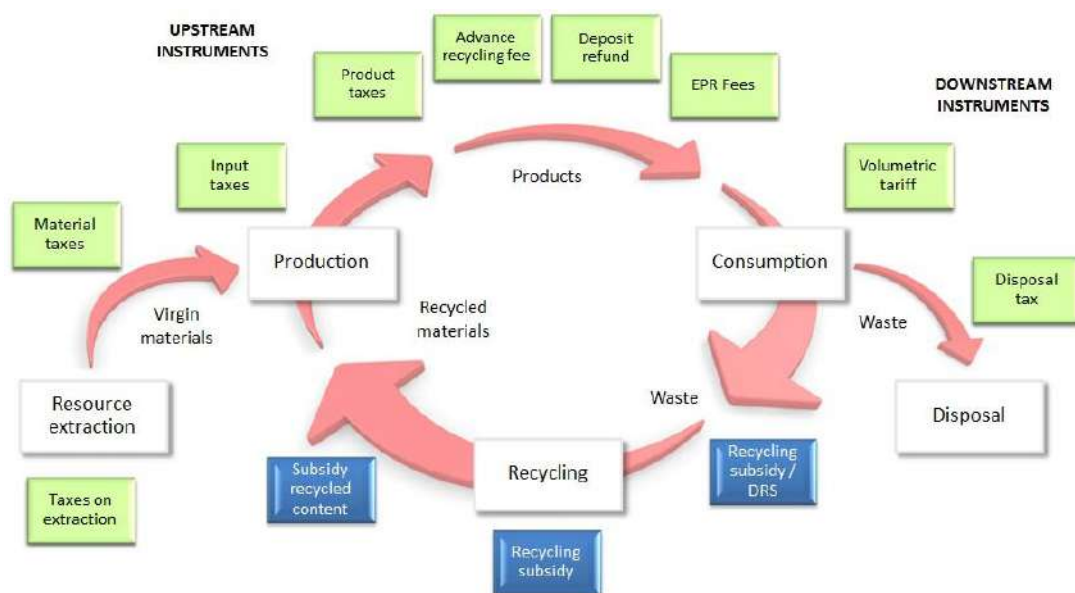 UPSTREAM
INSTRUMENTS
Advance
recycling fee
Deposit
refund
Product
taxes
EPR Fees
DOWNSTREAM
INSTRUMENTS
Input
taxes
Products
Volumetric
tariff
Material
taxes
Production
Consumption
Disposal
tax
Virgin
materials
Recycled
materials
Waste
Resource
extraction
Waste
Disposal
Subsidy
recycled
content
Recycling
Recycling
subsidy /
DRS
Taxes on
extraction
Recycling
subsidy